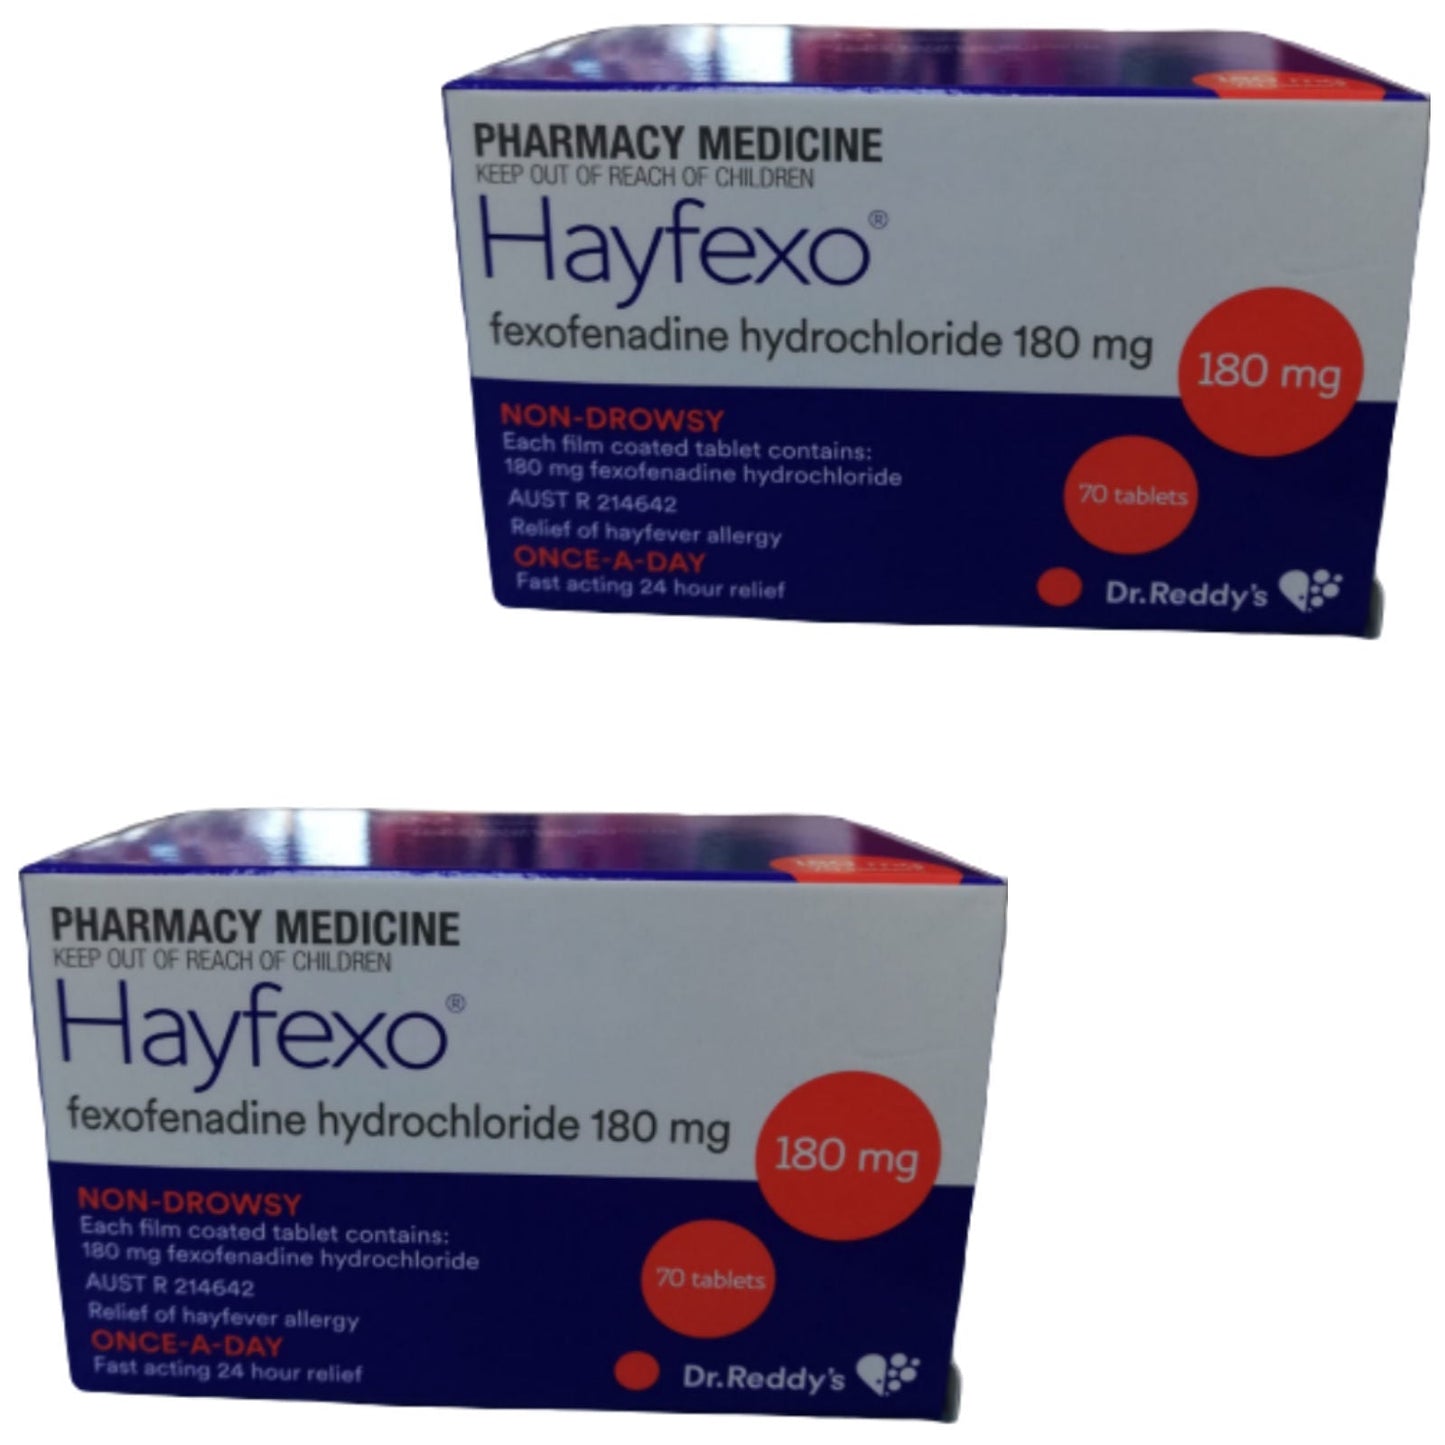 180 mg
PHARMACY MEDICINE
KEEP OUT OF REACH OF CHILDREN
Hayfexo®
fexofenadine hydrochloride 180 mg
180 mg
NON-DROWSY
Each film coated tablet contains:
180 mg fexofenadine hydrochloride
AUST R 214642
Relief of hayfever allergy
ONCE-A-DAY
Fast acting 24 hour relief
70 tablets
Dr.Reddy's
180 mg
PHARMACY MEDICINE
KEEP OUT OF REACH OF CHILDREN
Hayfexo®
fexofenadine hydrochloride 180 mg
180 mg
NON-DROWSY
Each film coated tablet contains:
180 mg fexofenadine hydrochloride
AUST R 214642
Relief of hayfever allergy
ONCE-A-DAY
Fast acting 24 hour relief
70 tablets
Dr.Reddy's